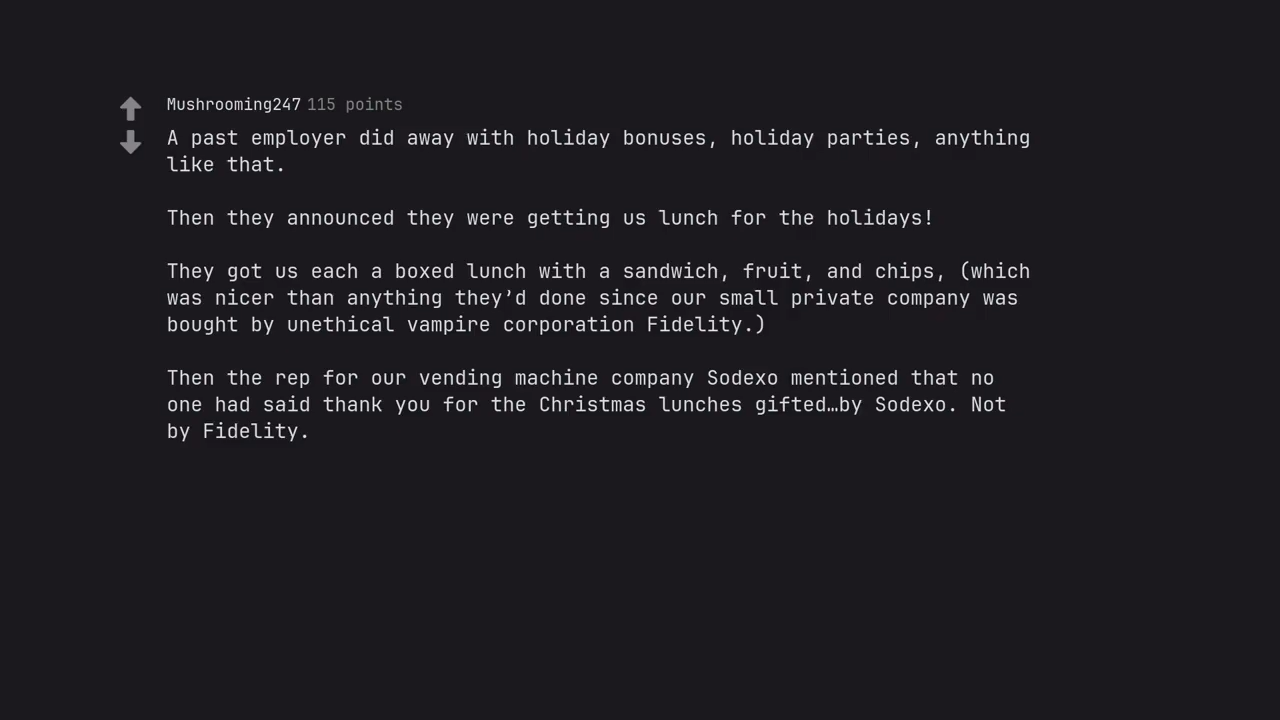 Mushrooming247 115 points
A past employer did away with holiday bonuses, holiday parties, anything
like that.
Then they announced they were getting us lunch for the holidays!
They got us each a boxed lunch with a sandwich, fruit, and chips, (which
was nicer than anything they’d done since our small private company was
bought by unethical vampire corporation Fidelity.)
Then the rep for our vending machine company Sodexo mentioned that no
one had said thank you for the Christmas lunches gifted…by Sodexo. Not
by Fidelity.